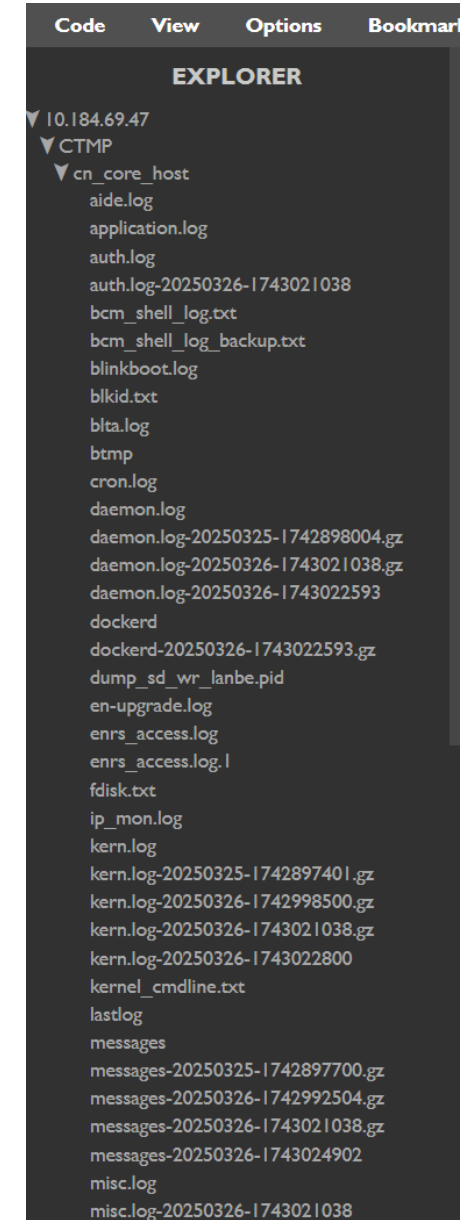 Code View Options Bookmark
EXPLORER
10.184.69.47
CTMP
cn_core_host
aide.log
application.log
auth.log
auth.log-20250326-1743021038
bcm_shell_log.txt
bcm_shell_log_backup.txt
blinkboot.log
blkid.txt
blta.log
btmp
cron.log
daemon.log
daemon.log-20250325-1742898004.gz
daemon.log-20250326-1743021038.gz
daemon.log-20250326-1743022593
dockerd
dockerd-20250326-1743022593.gz
dump_sd_wr_lanbe.pid
en-upgrade.log
enrs_access.log
enrs_access.log.1
fdisk.txt
ip_mon.log
kern.log
kern.log-20250325-1742897401.gz
kern.log-20250326-1742998500.gz
kern.log-20250326-1743021038.gz
kern.log-20250326-1743022800
kernel_cmdline.txt
lastlog
messages
messages-20250325-1742897700.gz
messages-20250326-1742992504.gz
messages-20250326-1743021038.gz
messages-20250326-1743024902
misc.log
misc.log-20250326-1743021038